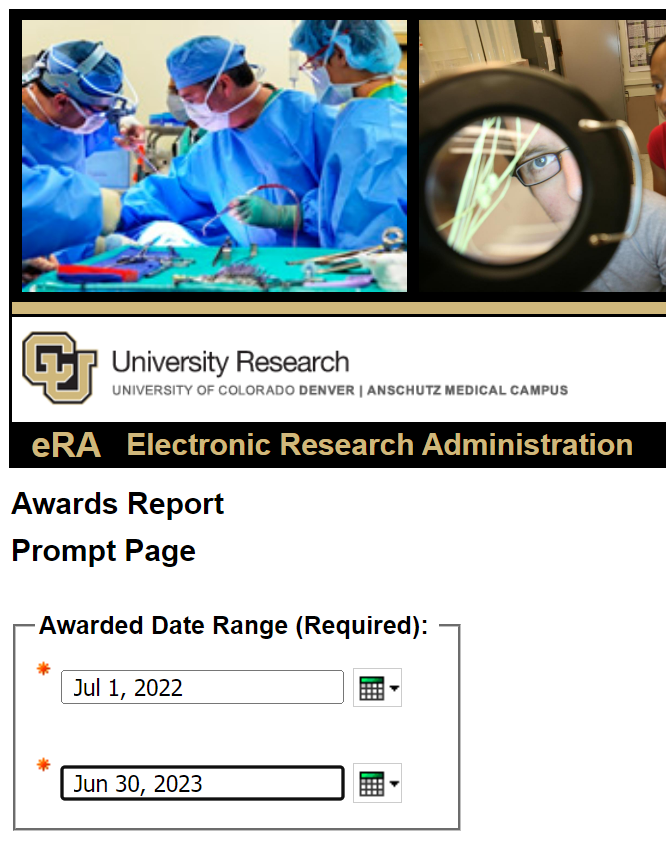 University Research
UNIVERSITY OF COLORADO DENVER | ANSCHUTZ MEDICAL CAMPUS
eRA Electronic Research Administration
Awards Report
Prompt Page
Awarded Date Range (Required):
* Jul 1, 2022
* Jun 30, 2023